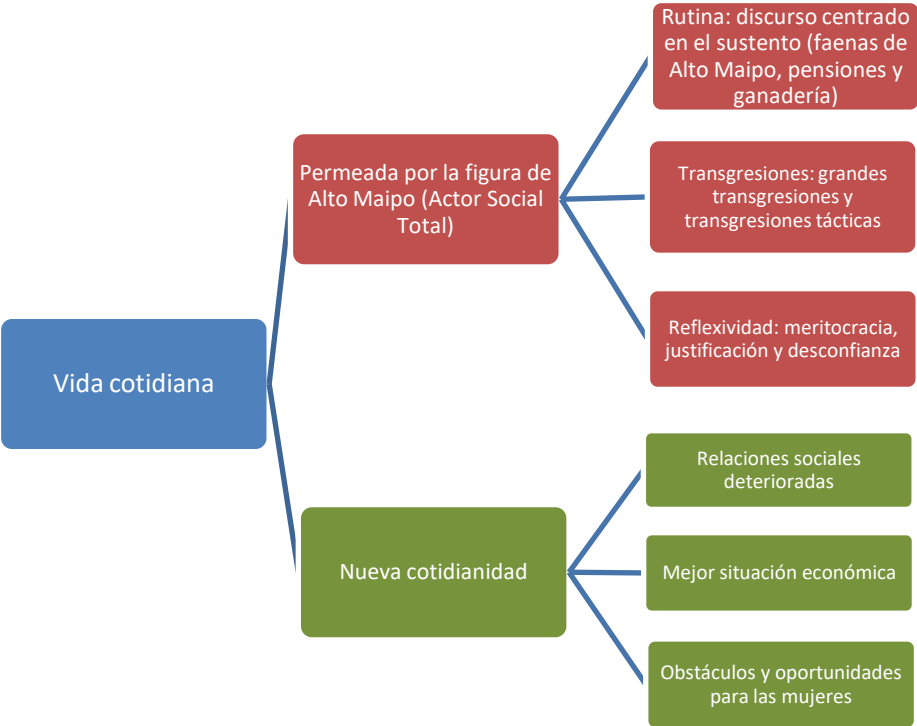 Vida cotidiana
Permeada por la figura de
Alto Maipo (Actor Social
Total)
Rutina: discurso centrado
en el sustento (faenas de
Alto Maipo, pensiones y
ganadería)
Transgresiones: grandes
transgresiones y
transgresiones tácticas
Reflexividad: meritocracia,
justificación y desconfianza
Nueva cotidianidad
Relaciones sociales
deterioradas
Mejor situación económica
Obstáculos y oportunidades
para las mujeres